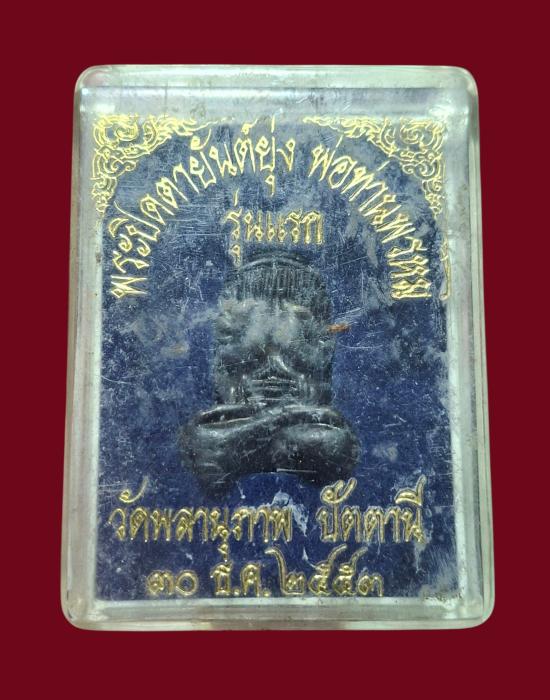 พระปิดตายันต์ยุ่ง พ่อท่านพรหม
รุ่นแรก
วัดพลานุภาพ ปัตตานี
๓๐ ธ.ค. ๒๕๕๓